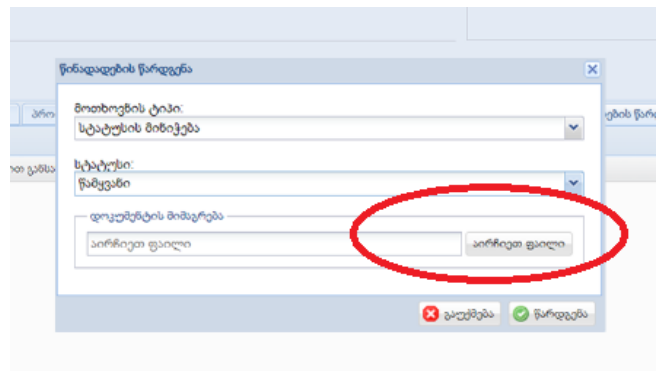 წინადადების წარდგენა
მოთხოვნის ტიპი:
სტატუსის მინიჭება
სტატუსი:
წამყვანი
დოკუმენტის მიმაგრება
აირჩიეთ ფაილი აირჩიეთ ფაილი
გაუქმება წარდგენა